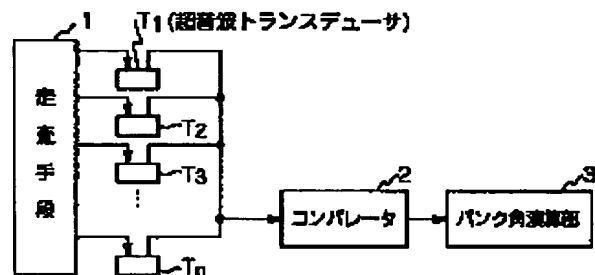 1
T1(超音波トランスデューサ)
走査手段
T2
T3
Tn
2
コンパレータ
3
バンク角演算部